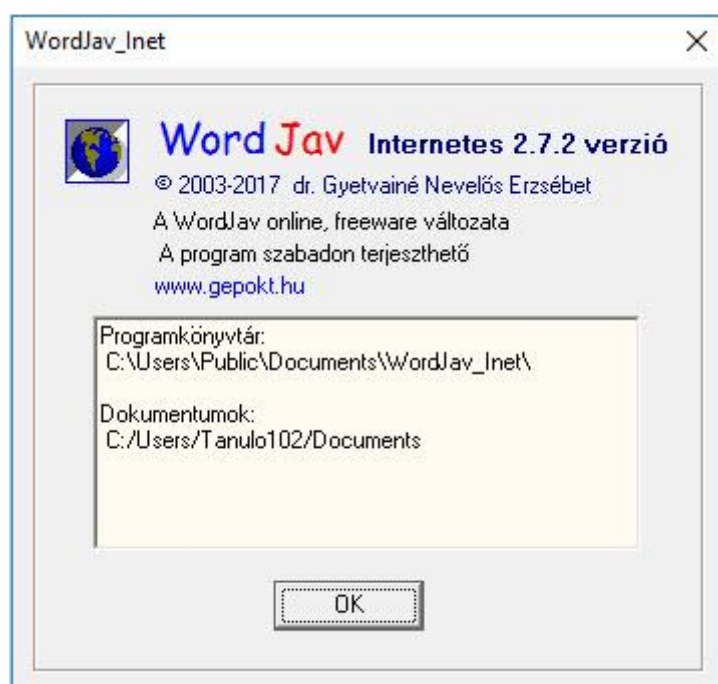 WordJav_Inet
Word Jav Internetes 2.7.2 verzió
© 2003-2017 dr. Gyetvainé Nevelős Erzsébet
A WordJav online, freeware változata
A program szabadon terjeszthető
www.gepokt.hu
Programkönyvtár:
C:\Users\Public\Documents\WordJav_Inet\
Dokumentumok:
C:/Users/Tanulo102/Documents
OK